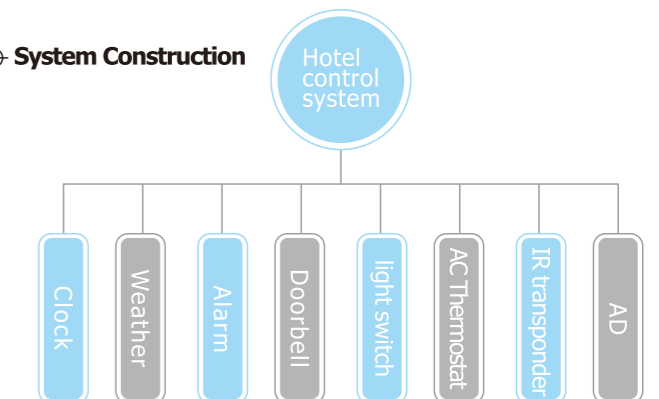 System Construction
Hotel
control
system
Clock
Weather
Alarm
Doorbell
light switch
AC Thermostat
IR transponder
AD